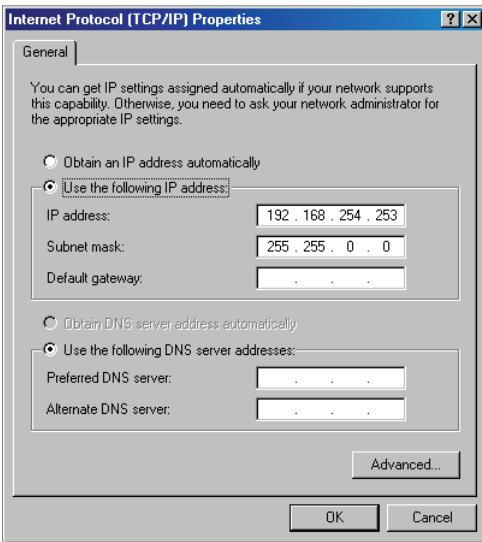 Internet Protocol (TCP/IP) Properties
General
You can get IP settings assigned automatically if your network supports
this capability. Otherwise, you need to ask your network administrator for
the appropriate IP settings.
Obtain an IP address automatically
Use the following IP address:
IP address: 192 . 168 . 254 . 253
Subnet mask: 255 . 255 . 0 . 0
Default gateway: . . .
Obtain DNS server address automatically
Use the following DNS server addresses:
Preferred DNS server: . . .
Alternate DNS server: . . .
Advanced...
OK Cancel